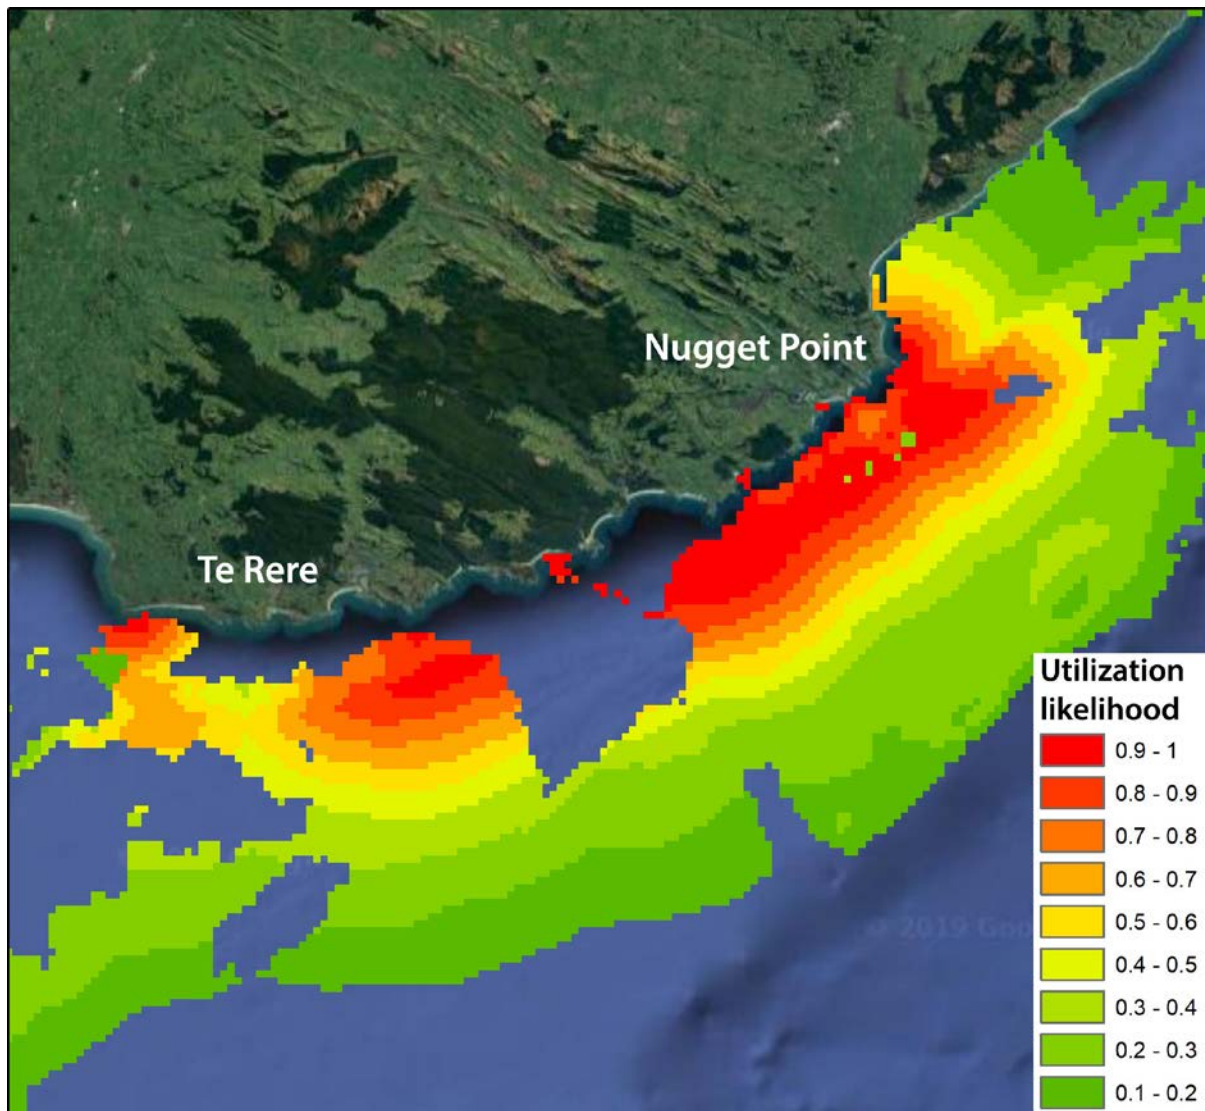 Nugget Point
Te Rere
Utilization
likelihood
0.9 - 1
0.8 - 0.9
0.7 - 0.8
0.6 - 0.7
0.5 - 0.6
0.4 - 0.5
0.3 - 0.4
0.2 - 0.3
0.1 - 0.2
© 2019 Goo